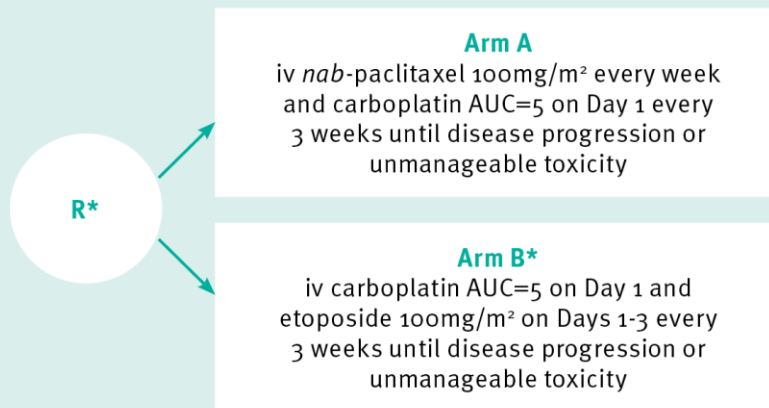 R*
Arm A
iv nab-paclitaxel 100mg/m² every week
and carboplatin AUC=5 on Day 1 every
3 weeks until disease progression or
unmanageable toxicity
Arm B*
iv carboplatin AUC=5 on Day 1 and
etoposide 100mg/m² on Days 1-3 every
3 weeks until disease progression or
unmanageable toxicity